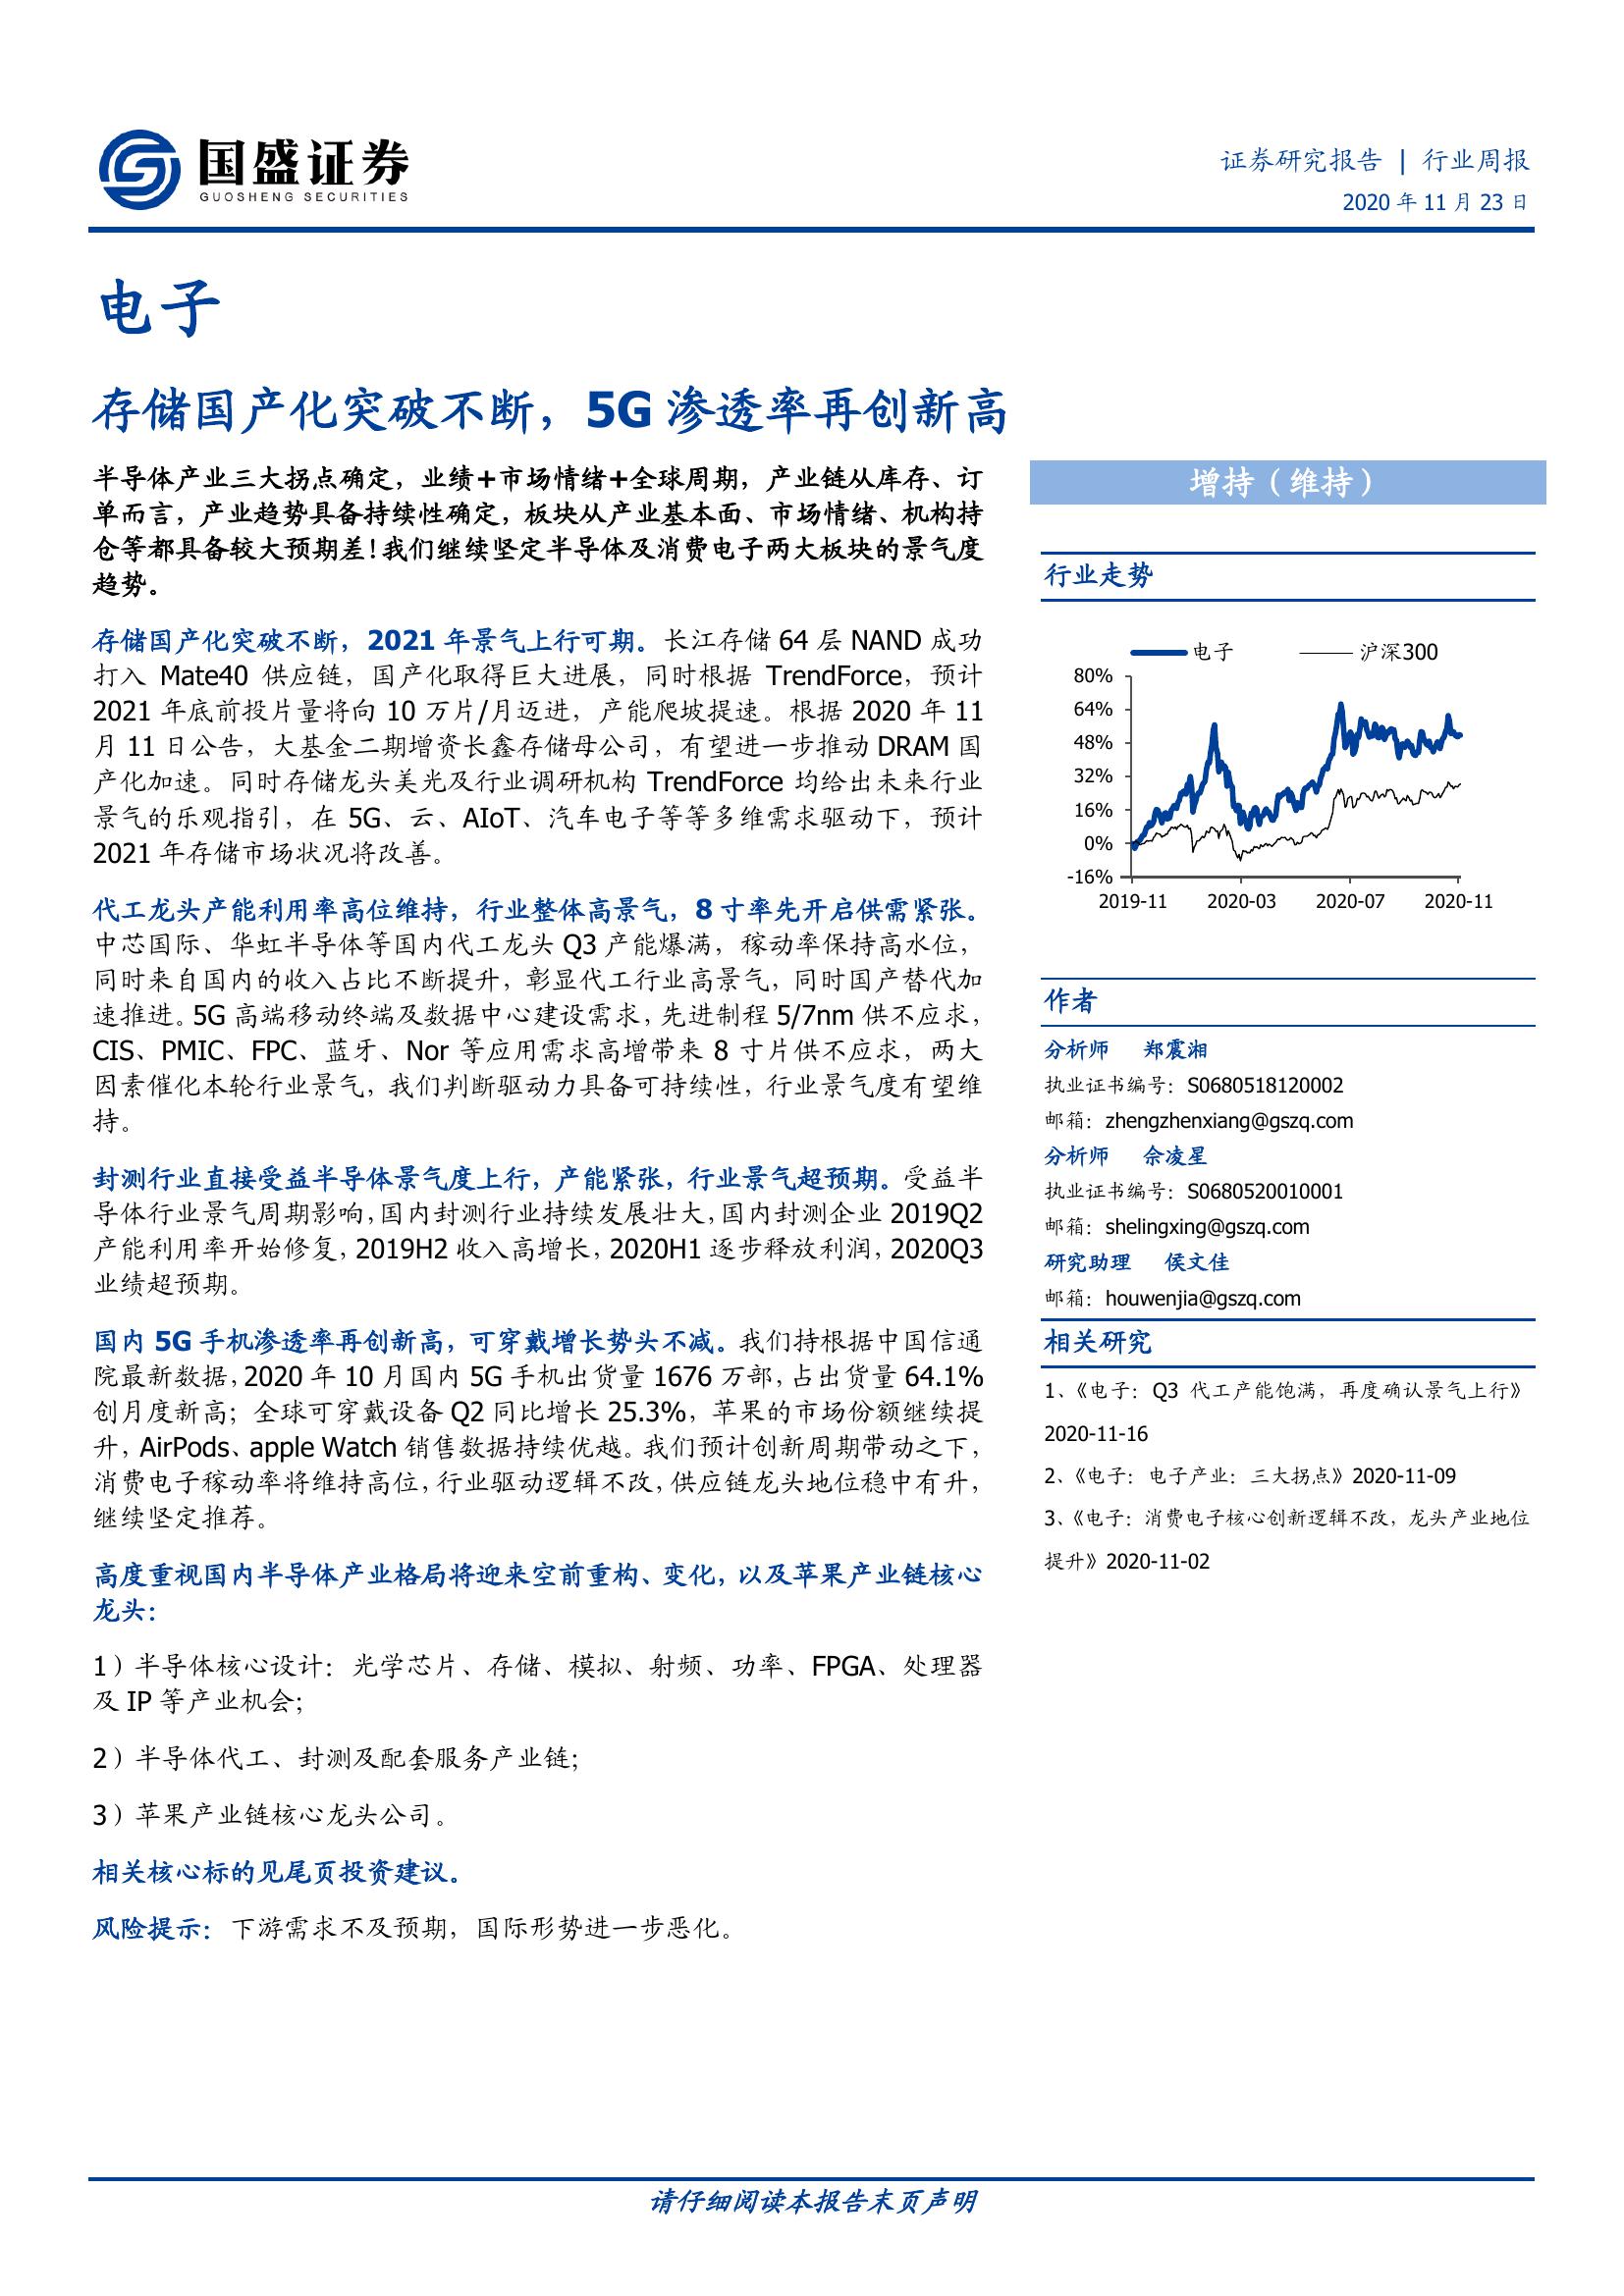 国盛证券
GUOSHENG SECURITIES
证券研究报告 | 行业周报
2020 年 11 月 23 日
电子
存储国产化突破不断，5G 渗透率再创新高
半导体产业三大拐点确定，业绩+市场情绪+全球周期，产业链从库存、订
单而言，产业趋势具备持续性确定，板块从产业基本面、市场情绪、机构持
仓等都具备较大预期差！我们继续坚定半导体及消费电子两大板块的景气度
趋势。
存储国产化突破不断，2021 年景气上行可期。长江存储 64 层 NAND 成功
打入 Mate40 供应链，国产化取得巨大进展，同时根据 TrendForce，预计
2021 年底前投片量将向 10 万片/月迈进，产能爬坡提速。根据 2020 年 11
月 11 日公告，大基金二期增资长鑫存储母公司，有望进一步推动 DRAM 国
产化加速。同时存储龙头美光及行业调研机构 TrendForce 均给出未来行业
景气的乐观指引，在 5G、云、AIoT、汽车电子等等多维需求驱动下，预计
2021 年存储市场状况将改善。
代工龙头产能利用率高位维持，行业整体高景气，8 寸率先开启供需紧张。
中芯国际、华虹半导体等国内代工龙头 Q3 产能爆满，稼动率保持高水位，
同时来自国内的收入占比不断提升，彰显代工行业高景气，同时国产替代加
速推进。5G 高端移动终端及数据中心建设需求，先进制程 5/7nm 供不应求，
CIS、PMIC、FPC、蓝牙、Nor 等应用需求高增带来 8 寸片供不应求，两大
因素催化本轮行业景气，我们判断驱动力具备可持续性，行业景气度有望维
持。
封测行业直接受益半导体景气度上行，产能紧张，行业景气超预期。受益半
导体行业景气周期影响，国内封测行业持续发展壮大，国内封测企业 2019Q2
产能利用率开始修复，2019H2 收入高增长，2020H1 逐步释放利润，2020Q3
业绩超预期。
国内 5G 手机渗透率再创新高，可穿戴增长势头不减。我们持根据中国信通
院最新数据，2020 年 10 月国内 5G 手机出货量 1676 万部，占出货量 64.1%
创月度新高；全球可穿戴设备 Q2 同比增长 25.3%，苹果的市场份额继续提
升，AirPods、apple Watch 销售数据持续优越。我们预计创新周期带动之下，
消费电子稼动率将维持高位，行业驱动逻辑不改，供应链龙头地位稳中有升，
继续坚定推荐。
高度重视国内半导体产业格局将迎来空前重构、变化，以及苹果产业链核心
龙头：
1）半导体核心设计：光学芯片、存储、模拟、射频、功率、FPGA、处理器
及 IP 等产业机会；
2）半导体代工、封测及配套服务产业链；
3）苹果产业链核心龙头公司。
相关核心标的见尾页投资建议。
风险提示：下游需求不及预期，国际形势进一步恶化。
增持（维持）
行业走势
电子 沪深300
80%
64%
48%
32%
16%
0%
-16%
2019-11 2020-03 2020-07 2020-11
作者
分析师 郑震湘
执业证书编号：S0680518120002
邮箱：zhengzhenxiang@gszq.com
分析师 佘凌星
执业证书编号：S0680520010001
邮箱：shelingxing@gszq.com
研究助理 侯文佳
邮箱：houwenjia@gszq.com
相关研究
1、《电子：Q3 代工产能饱满，再度确认景气上行》
2020-11-16
2、《电子：电子产业：三大拐点》2020-11-09
3、《电子：消费电子核心创新逻辑不改，龙头产业地位
提升》2020-11-02
请仔细阅读本报告末页声明